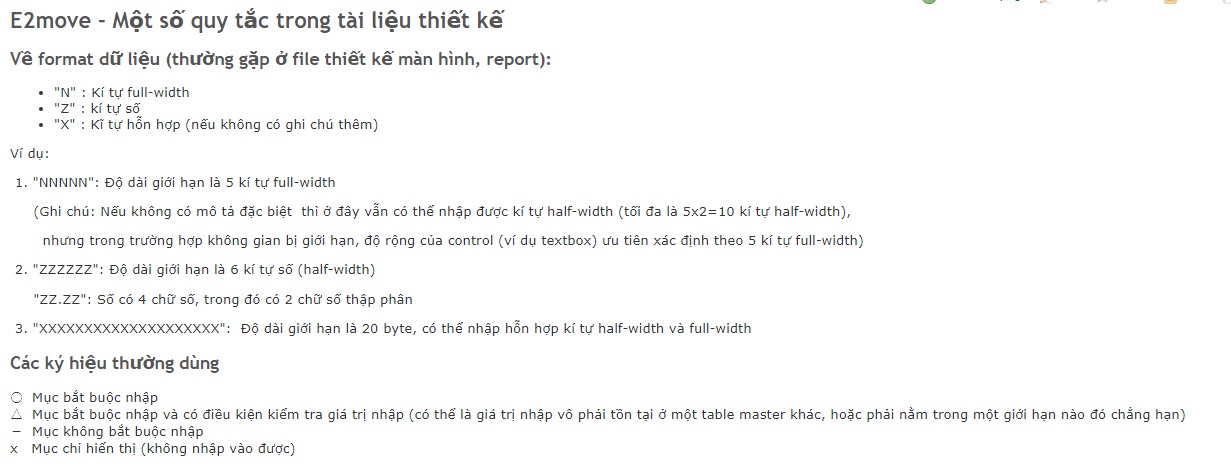 E2move - Một số quy tắc trong tài liệu thiết kế
Về format dữ liệu (thường gặp ở file thiết kế màn hình, report):
• "N" : Kí tự full-width
• "Z" : kí tự số
• "X" : Kĩ tự hỗn hợp (nếu không có ghi chú thêm)
Ví dụ:
1. "NNNNN": Độ dài giới hạn là 5 kí tự full-width
(Ghi chú: Nếu không có mô tả đặc biệt thì ở đây vẫn có thể nhập được kí tự half-width (tối đa là 5x2=10 kí tự half-width),
nhưng trong trường hợp không gian bị giới hạn, độ rộng của control (ví dụ textbox) ưu tiên xác định theo 5 kí tự full-width)
2. "ZZZZZZ": Độ dài giới hạn là 6 kí tự số (half-width)
"ZZ.ZZ": Số có 4 chữ số, trong đó có 2 chữ số thập phân
3. "XXXXXXXXXXXXXXXXXXXX": Độ dài giới hạn là 20 byte, có thể nhập hỗn hợp kí tự half-width và full-width
Các ký hiệu thường dùng
○ Mục bắt buộc nhập
△ Mục bắt buộc nhập và có điều kiện kiểm tra giá trị nhập (có thể là giá trị nhập vô phải tồn tại ở một table master khác, hoặc phải nằm trong một giới hạn nào đó chẳng hạn)
− Mục không bắt buộc nhập
x Mục chỉ hiển thị (không nhập vào được)